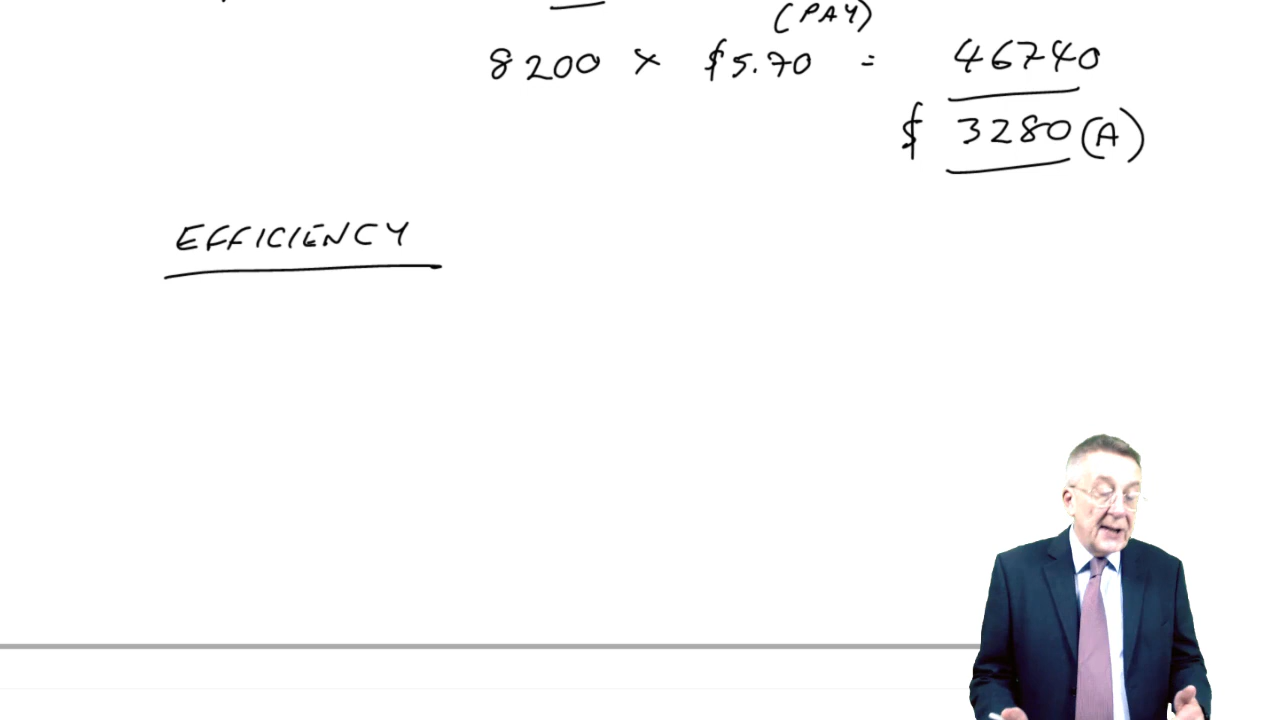 (PAY)
8200 × $5.70 = 46740
$ 3280 (A)
EFFICIENCY